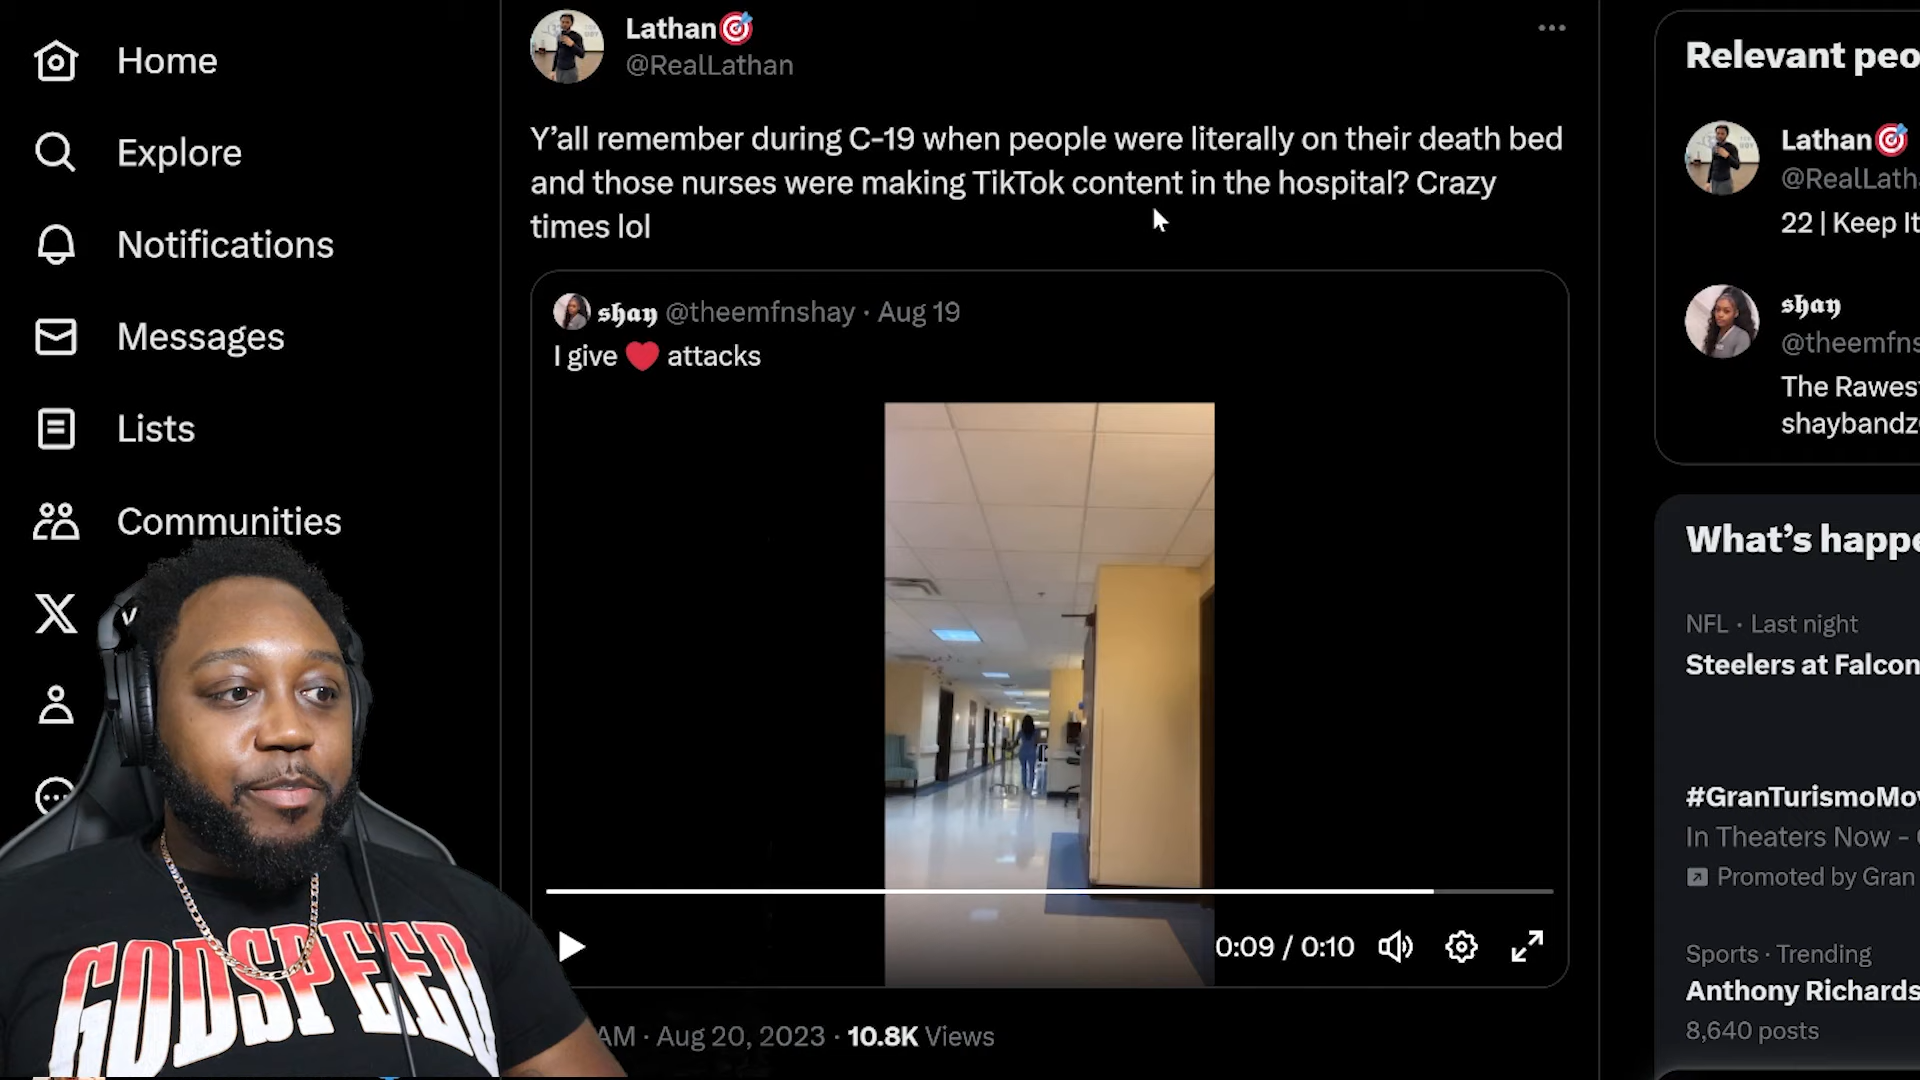 Home
Explore
Notifications
Messages
Lists
Communities
Lathan🎯
@RealLathan
Y’all remember during C-19 when people were literally on their death bed
and those nurses were making TikTok content in the hospital? Crazy
times lol
shay @theemfnshay · Aug 19
I give ❤️ attacks
0:09 / 0:10
AM · Aug 20, 2023 · 10.8K Views
Relevant peo
Lathan🎯
@RealLath
22 | Keep It
shay
@theemfns
The Rawes
shaybandz
What’s happe
NFL · Last night
Steelers at Falcon
#GranTurismoMov
In Theaters Now –
Promoted by Gran
Sports · Trending
Anthony Richards
8,640 posts
GODSPEED